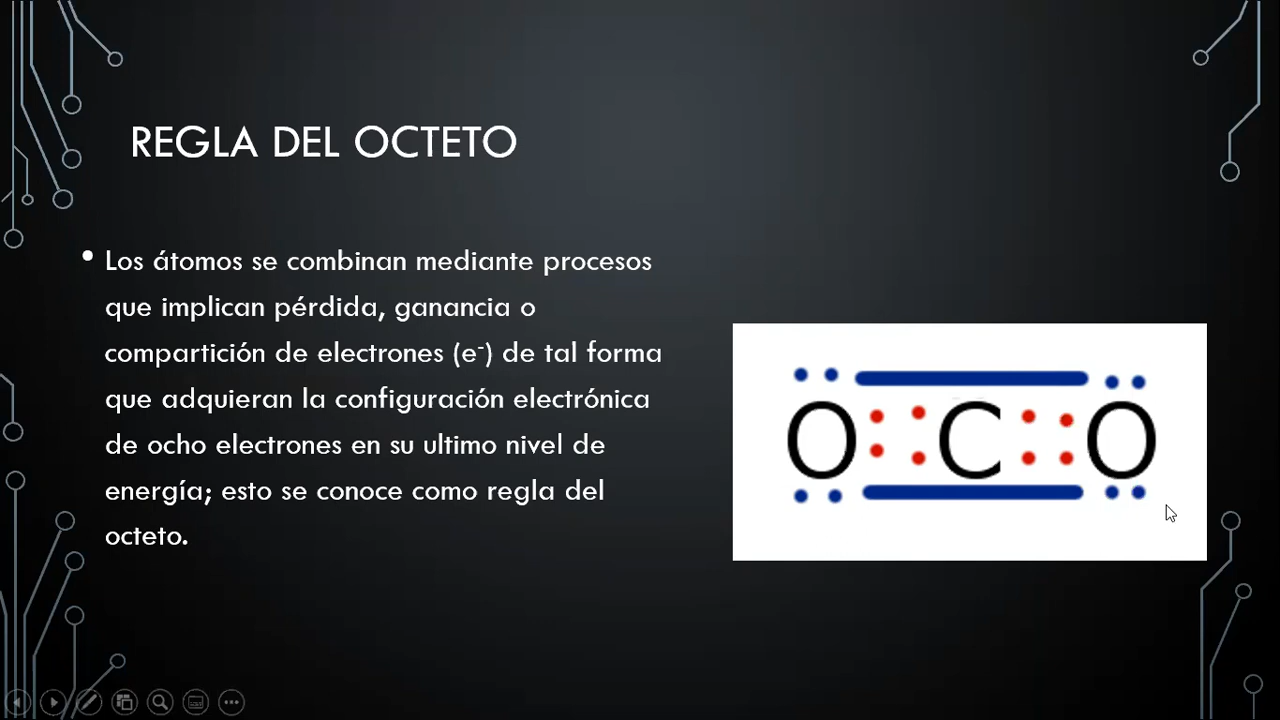 REGLA DEL OCTETO
• Los átomos se combinan mediante procesos
que implican pérdida, ganancia o
compartición de electrones (e⁻) de tal forma
que adquieran la configuración electrónica
de ocho electrones en su ultimo nivel de
energía; esto se conoce como regla del
octeto.
O C O